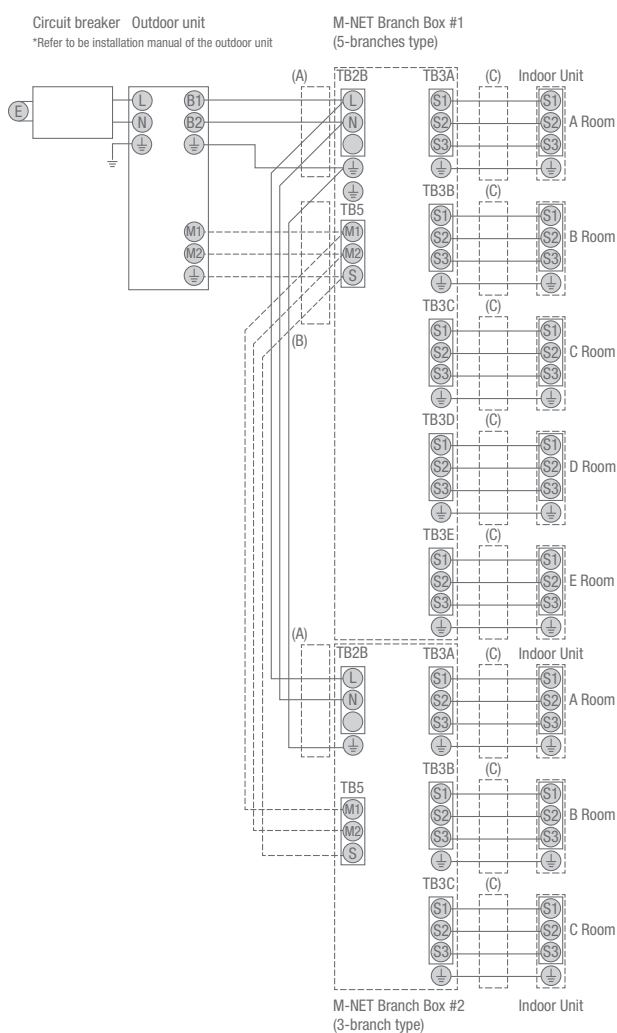 Circuit breaker Outdoor unit
*Refer to be installation manual of the outdoor unit
M-NET Branch Box #1
(5-branches type)
(A) TB2B TB3A (C) Indoor Unit
E L B1 L S1 S1
N B2 N S2 S2 A Room
S3 S3
TB3B (C)
TB5 S1 S1
M1 M1 S2 S2 B Room
M2 M2 S3 S3
S
TB3C (C)
(B) S1 S1
S2 S2 C Room
S3 S3
TB3D (C)
S1 S1
S2 S2 D Room
S3 S3
TB3E (C)
S1 S1
S2 S2 E Room
S3 S3
(A) TB2B TB3A (C) Indoor Unit
L S1 S1
N S2 S2 A Room
S3 S3
TB3B (C)
TB5 S1 S1
M1 S2 S2 B Room
M2 S3 S3
S
TB3C (C)
S1 S1
S2 S2 C Room
S3 S3
M-NET Branch Box #2 Indoor Unit
(3-branch type)